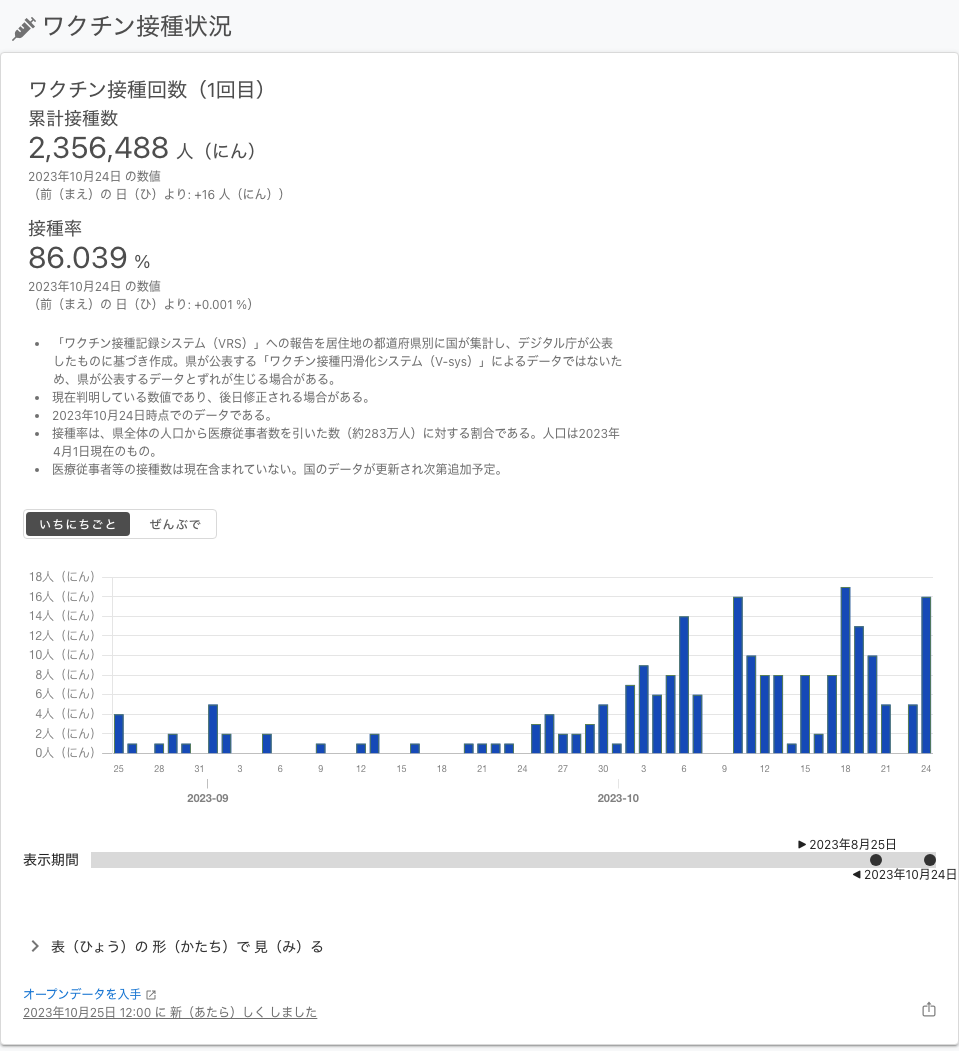 ワクチン接種状況
ワクチン接種回数（1回目）
累計接種数
2,356,488 人（にん）
2023年10月24日 の数値
（前（まえ）の 日（ひ）より: +16 人（にん））
接種率
86.039 %
2023年10月24日 の数値
（前（まえ）の 日（ひ）より: +0.001 %）
• 「ワクチン接種記録システム（VRS）」への報告を居住地の都道府県別に国が集計し、デジタル庁が公表
したものに基づき作成。県が公表する「ワクチン接種円滑化システム（V-sys）」によるデータではないた
め、県が公表するデータとずれが生じる場合がある。
• 現在判明している数値であり、後日修正される場合がある。
• 2023年10月24日時点でのデータである。
• 接種率は、県全体の人口から医療従事者数を引いた数（約283万人）に対する割合である。人口は2023年
4月1日現在のもの。
• 医療従事者等の接種数は現在含まれていない。国のデータが更新され次第追加予定。
いちにちごと ぜんぶで
18人（にん）
16人（にん）
14人（にん）
12人（にん）
10人（にん）
8人（にん）
6人（にん）
4人（にん）
2人（にん）
0人（にん）
25 28 31 3 6 9 12 15 18 21 24 27 30 3 6 9 12 15 18 21 24
2023-09 2023-10
▶ 2023年8月25日
表示期間
◀ 2023年10月24日
表（ひょう）の 形（かたち）で 見（み）る
オープンデータを入手
2023年10月25日 12:00 に 新（あたら）しく しました